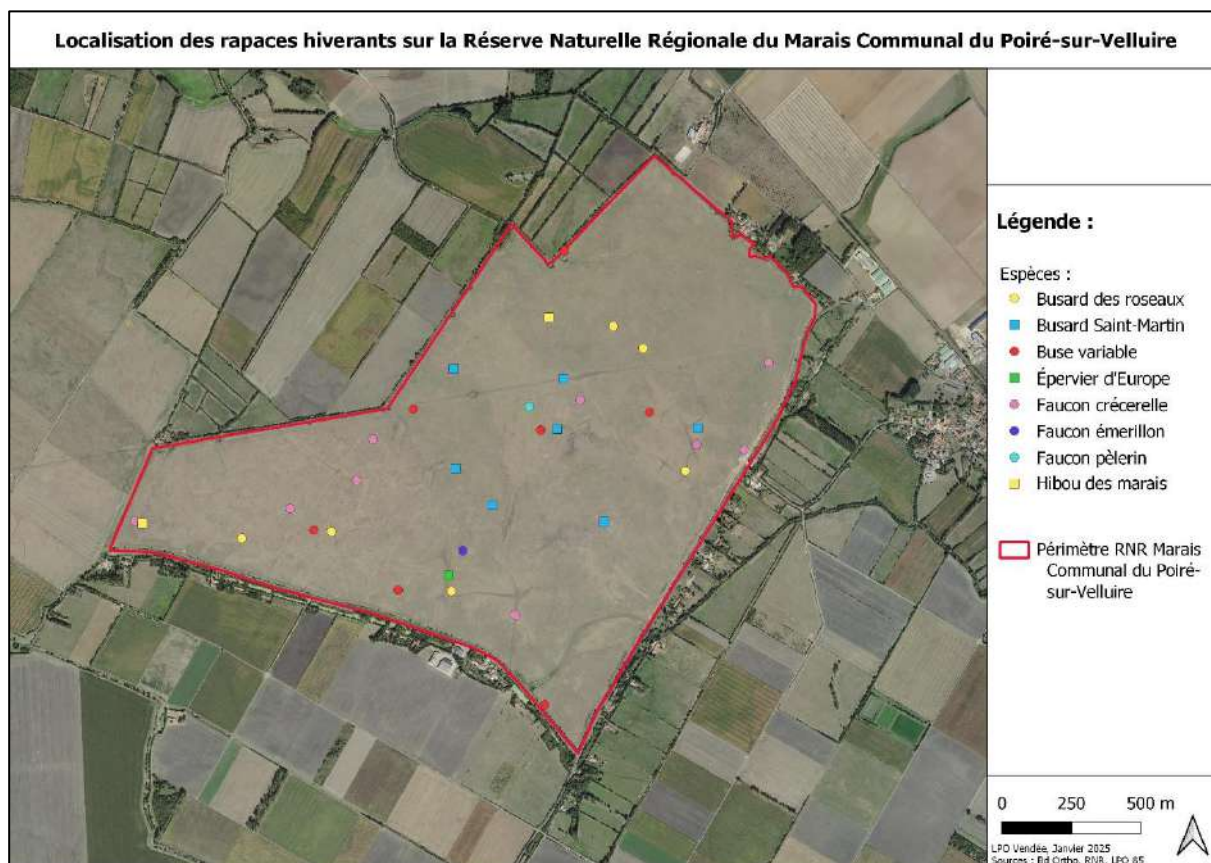 Localisation des rapaces hiverants sur la Réserve Naturelle Régionale du Marais Communal du Poiré-sur-Velluire
Légende :
Espèces :
Busard des roseaux
Busard Saint-Martin
Buse variable
Épervier d'Europe
Faucon crécerelle
Faucon émerillon
Faucon pèlerin
Hibou des marais
Périmètre RNR Marais
Communal du Poiré-
sur-Velluire
0 250 500 m
LPO Vendée, Janvier 2025
Sources : Bd Ortho, RNR, LPO 85